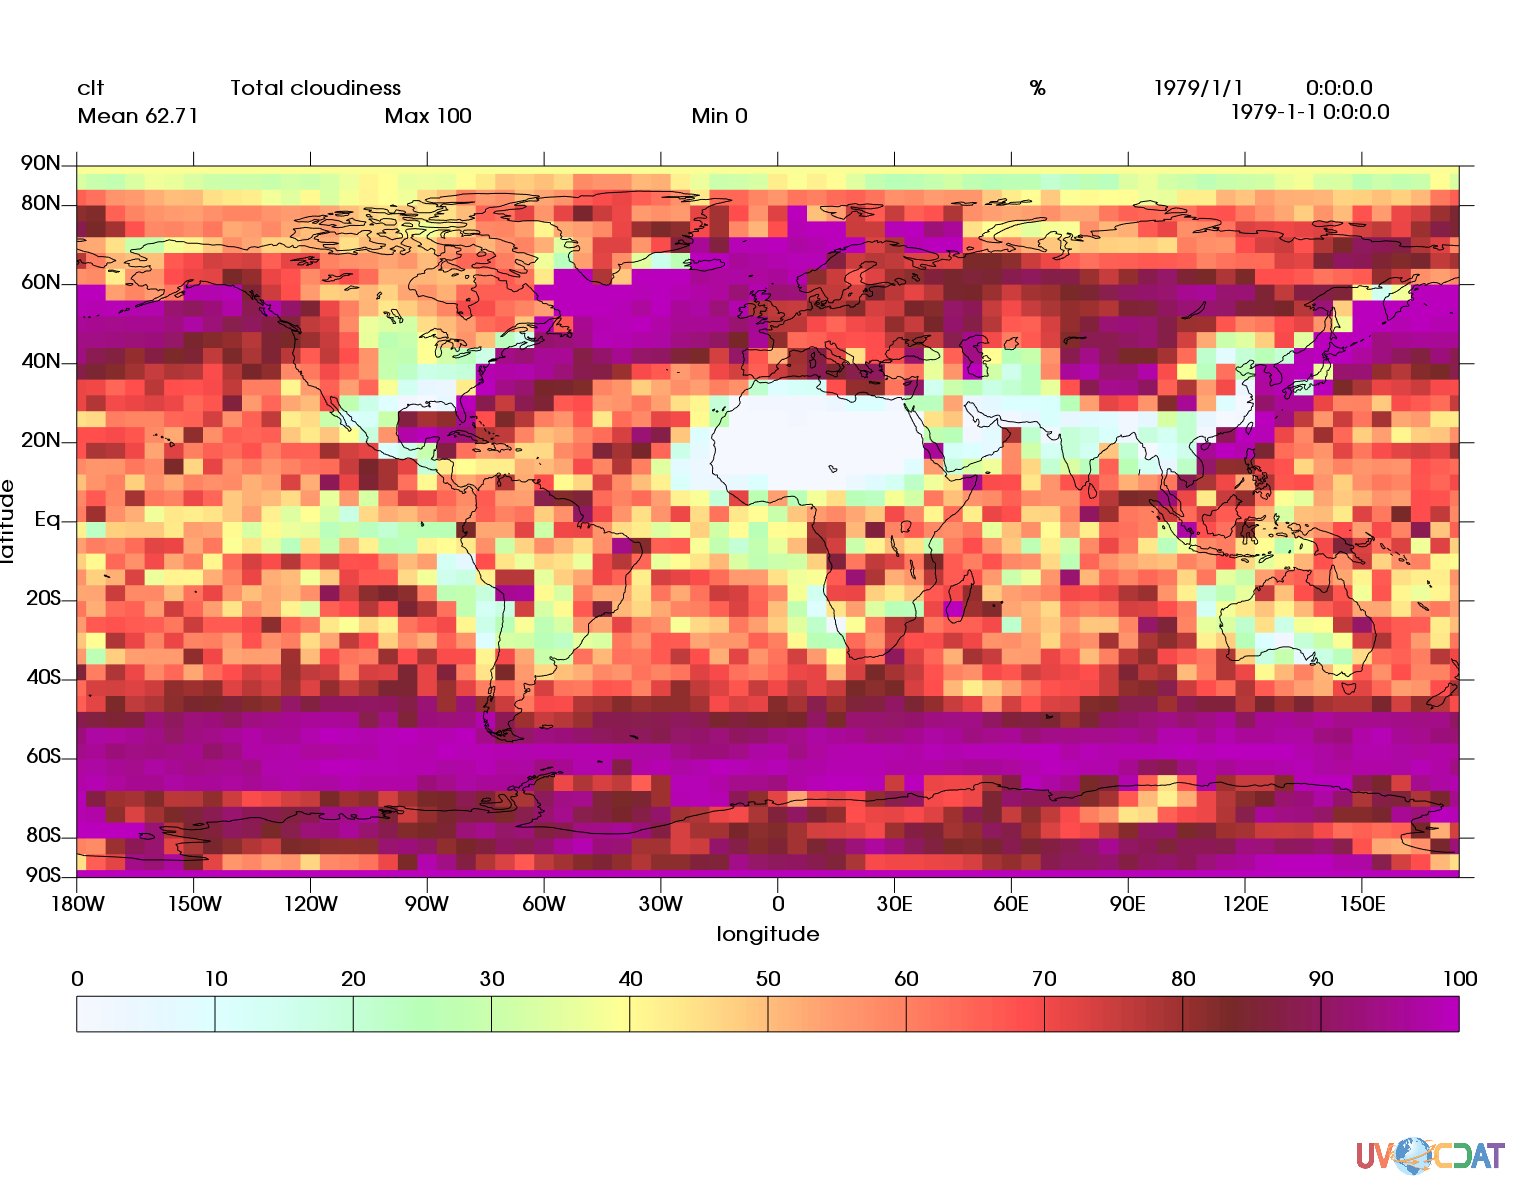 clt Total cloudiness % 1979/1/1 0:0:0.0
Mean 62.71 Max 100 Min 0 1979-1-1 0:0:0.0
90N
80N
60N
40N
20N
Eq
20S
40S
60S
80S
90S
latitude
180W 150W 120W 90W 60W 30W 0 30E 60E 90E 120E 150E
longitude
0 10 20 30 40 50 60 70 80 90 100
UV CDAT